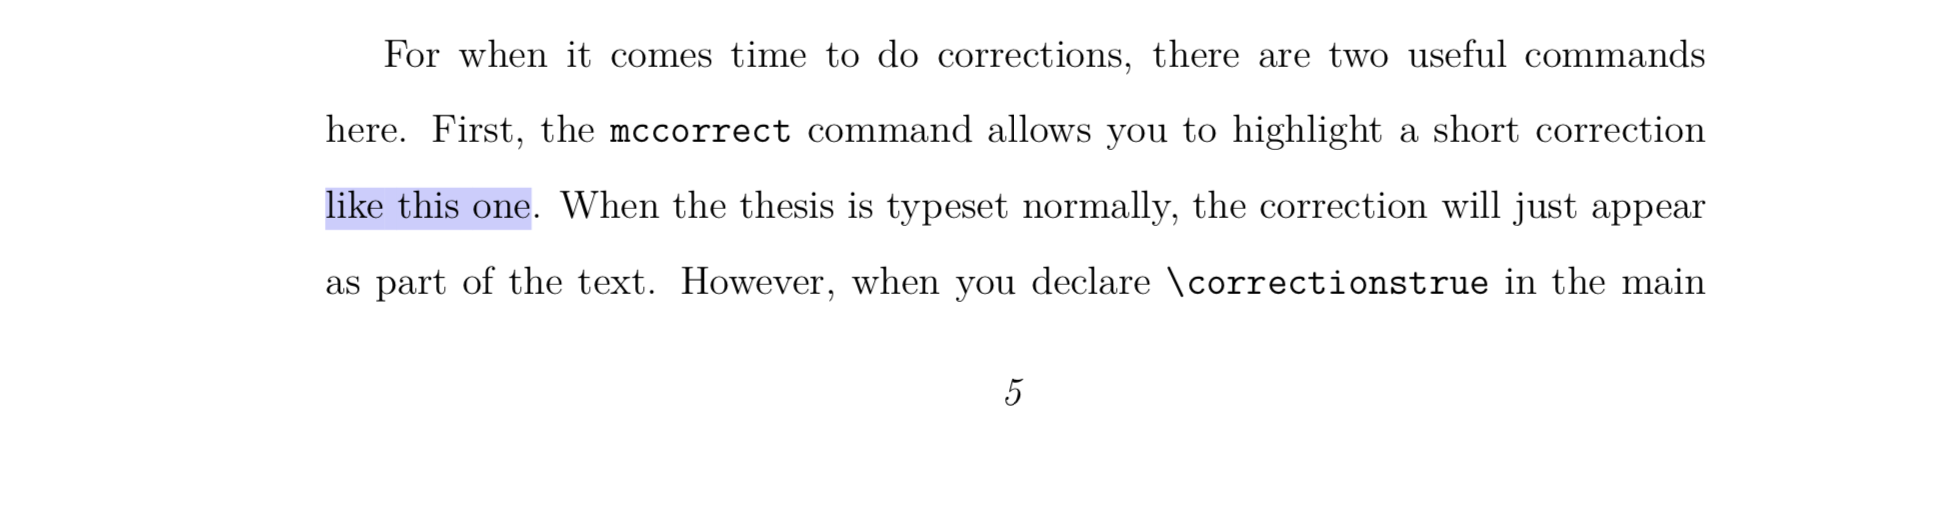 For when it comes time to do corrections, there are two useful commands
here. First, the mccorrect command allows you to highlight a short correction
like this one. When the thesis is typeset normally, the correction will just appear
as part of the text. However, when you declare \correctionstrue in the main
5